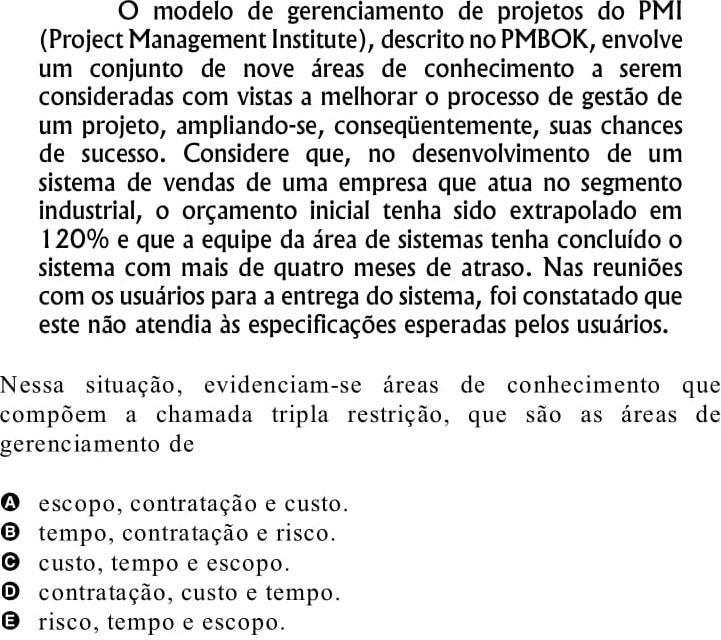 O modelo de gerenciamento de projetos do PMI
(Project Management Institute), descrito no PMBOK, envolve
um conjunto de nove áreas de conhecimento a serem
consideradas com vistas a melhorar o processo de gestão de
um projeto, ampliando-se, conseqüentemente, suas chances
de sucesso. Considere que, no desenvolvimento de um
sistema de vendas de uma empresa que atua no segmento
industrial, o orçamento inicial tenha sido extrapolado em
120% e que a equipe da área de sistemas tenha concluído o
sistema com mais de quatro meses de atraso. Nas reuniões
com os usuários para a entrega do sistema, foi constatado que
este não atendia às especificações esperadas pelos usuários.
Nessa situação, evidenciam-se áreas de conhecimento que
compõem a chamada tripla restrição, que são as áreas de
gerenciamento de
A escopo, contratação e custo.
B tempo, contratação e risco.
C custo, tempo e escopo.
D contratação, custo e tempo.
E risco, tempo e escopo.